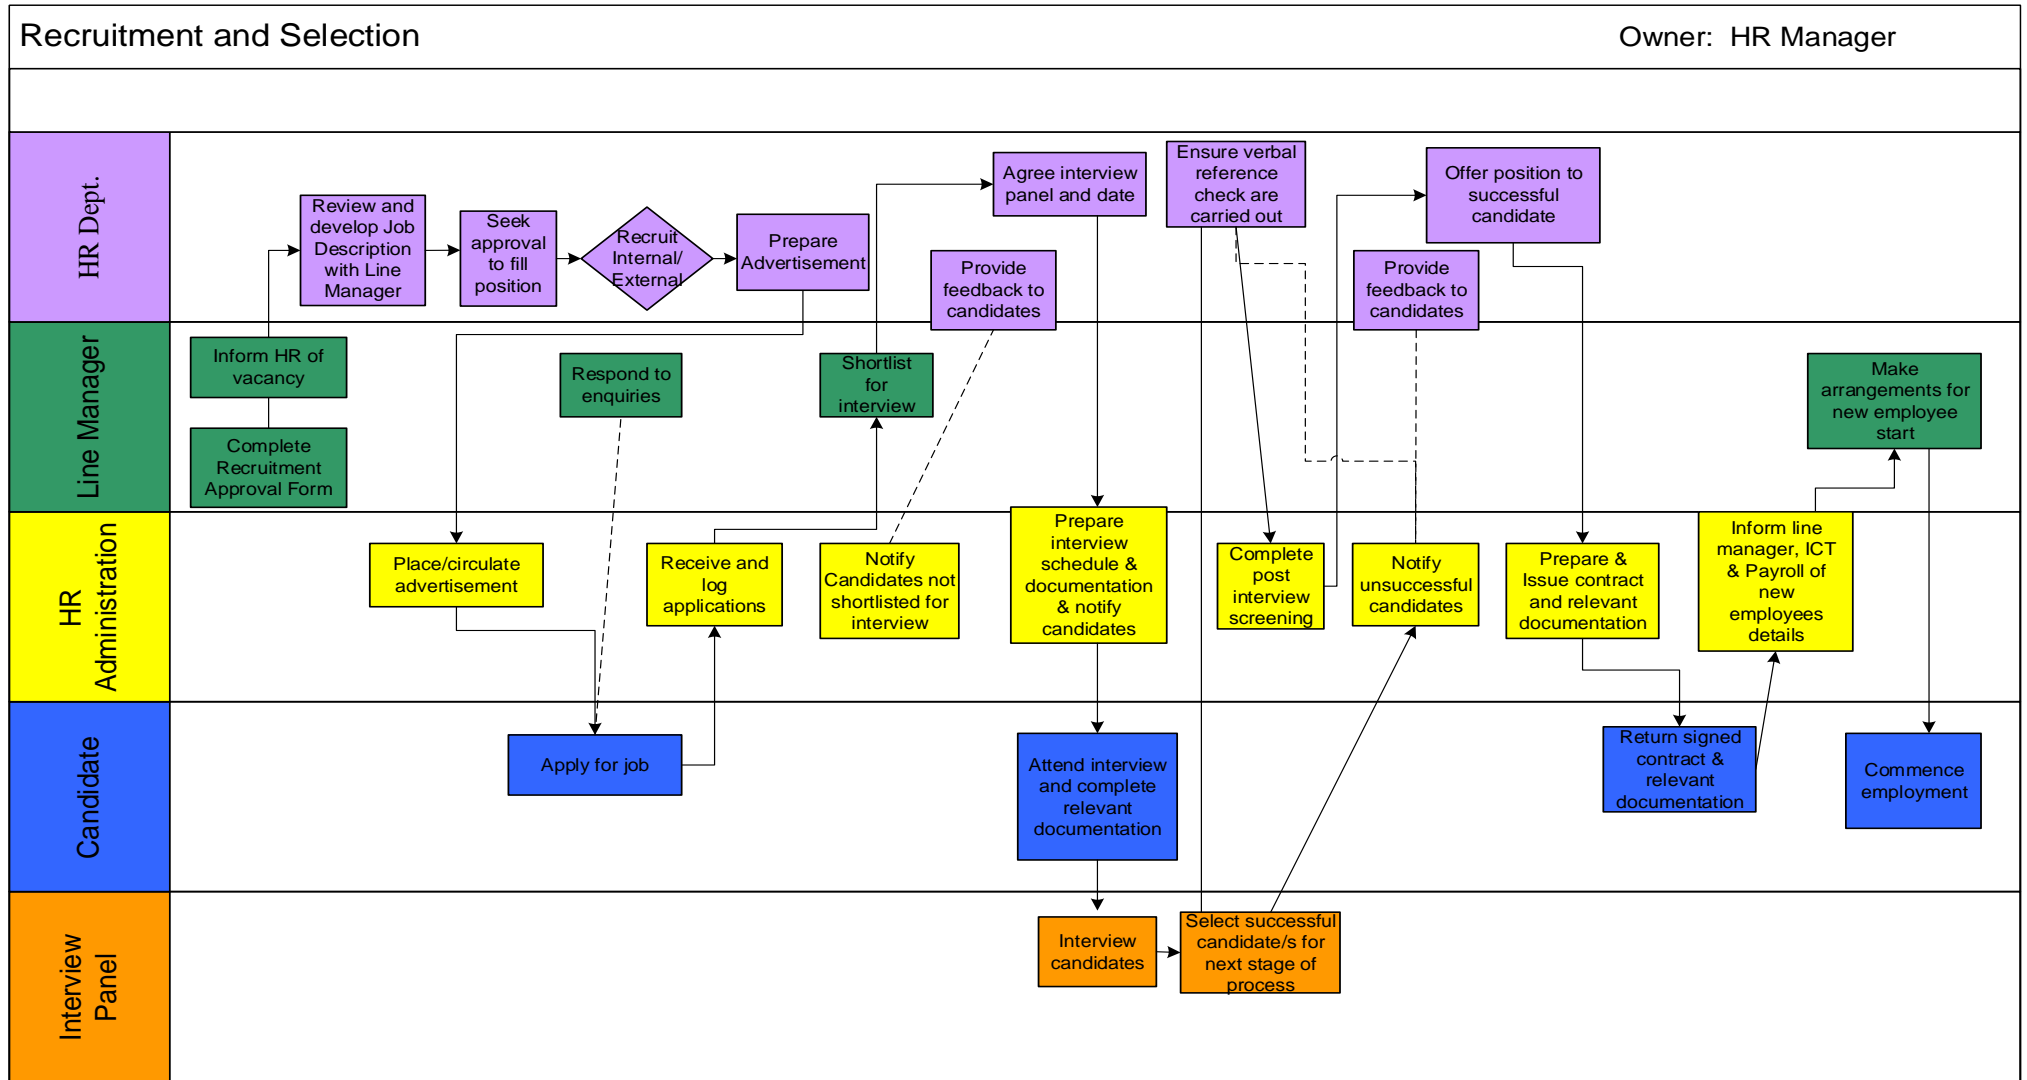 Recruitment and Selection
Owner: HR Manager
HR Dept.
Review and
develop Job
Description
with Line
Manager
Seek
approval
to fill
position
Recruit
Internal/
External
Prepare
Advertisement
Provide
feedback to
candidates
Agree interview
panel and date
Ensure verbal
reference
check are
carried out
Provide
feedback to
candidates
Offer position to
successful
candidate
Line Manager
Inform HR of
vacancy
Complete
Recruitment
Approval Form
Respond to
enquiries
Shortlist
for
interview
Make
arrangements for
new employee
start
HR
Administration
Place/circulate
advertisement
Receive and
log
applications
Notify
Candidates not
shortlisted for
interview
Prepare
interview
schedule &
documentation
& notify
candidates
Complete
post
interview
screening
Notify
unsuccessful
candidates
Prepare &
Issue contract
and relevant
documentation
Inform line
manager, ICT
& Payroll of
new
employees
details
Candidate
Apply for job
Attend interview
and complete
relevant
documentation
Return signed
contract &
relevant
documentation
Commence
employment
Interview
Panel
Interview
candidates
Select successful
candidate/s for
next stage of
process